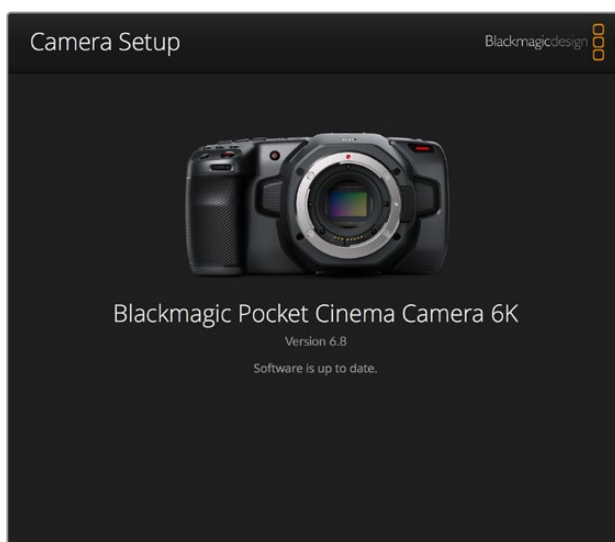 Camera Setup
Blackmagicdesign
Blackmagic Pocket Cinema Camera 6K
Version 6.8
Software is up to date.